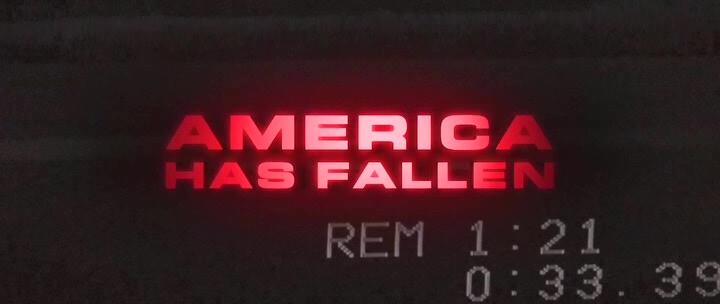 AMERICA
HAS FALLEN
REM 1:21
0:33.39